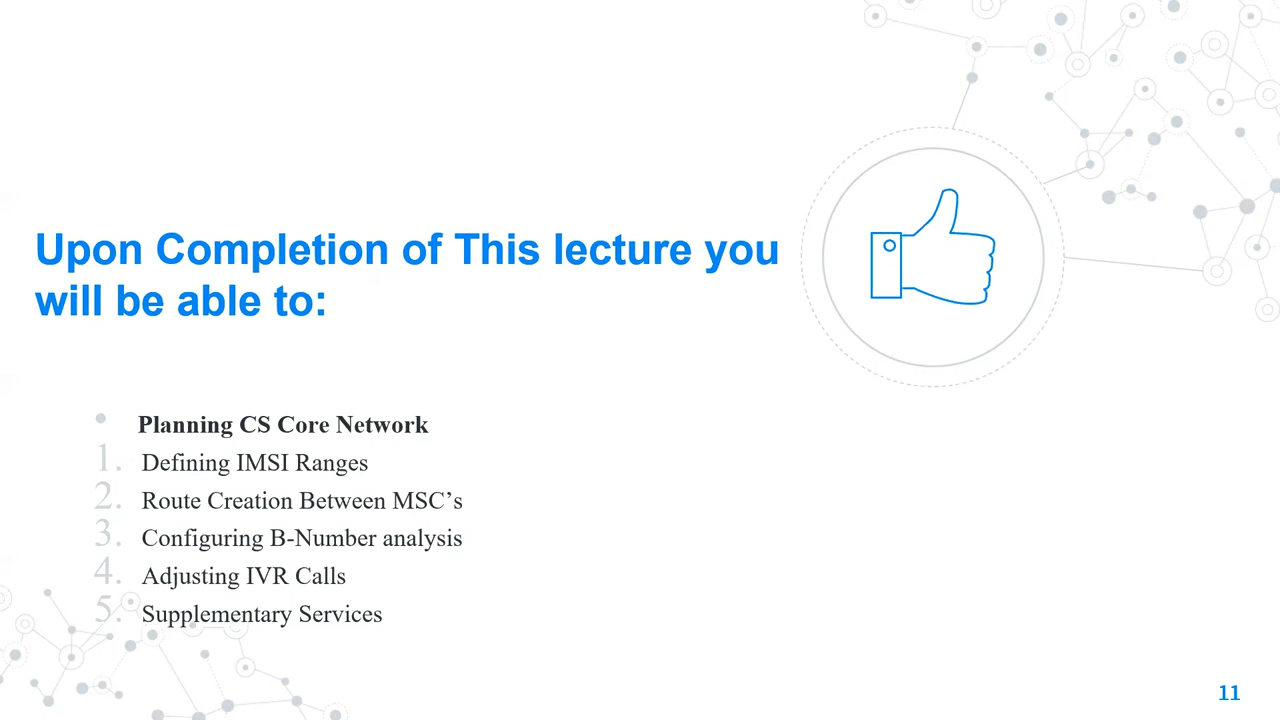 Upon Completion of This lecture you
will be able to:
• Planning CS Core Network
1. Defining IMSI Ranges
2. Route Creation Between MSC’s
3. Configuring B-Number analysis
4. Adjusting IVR Calls
5. Supplementary Services
11